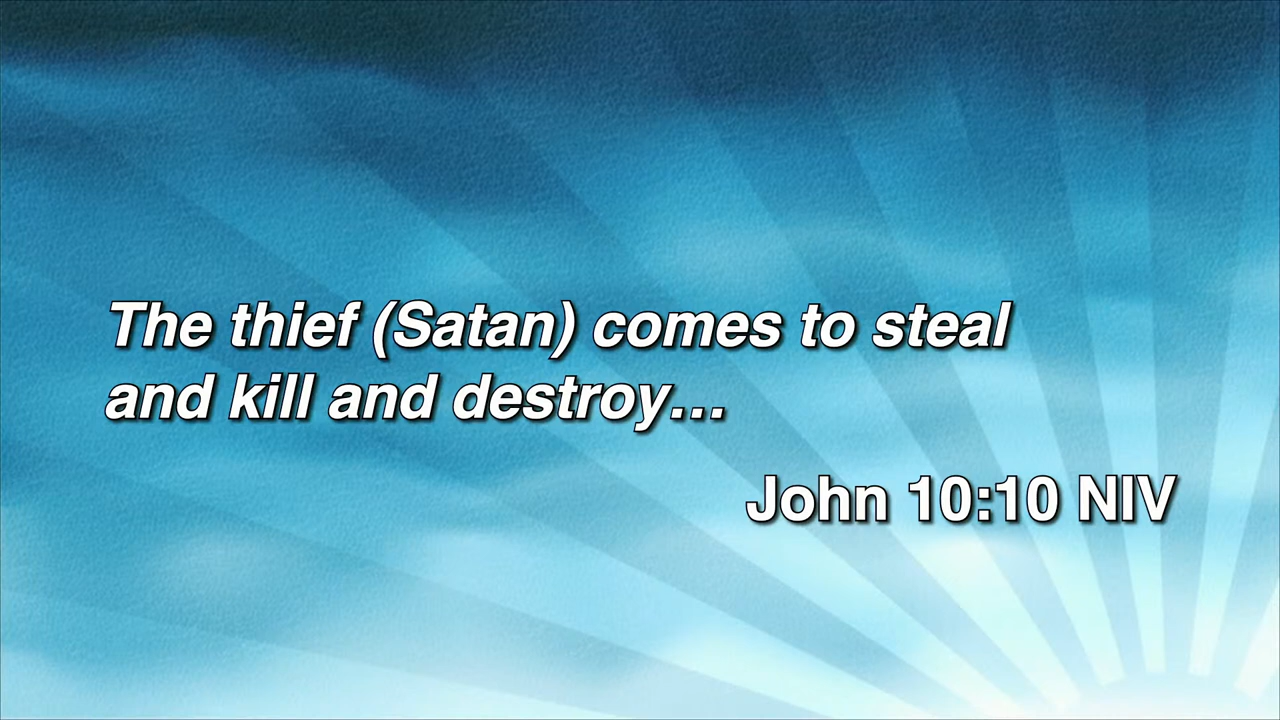 The thief (Satan) comes to steal
and kill and destroy...
John 10:10 NIV